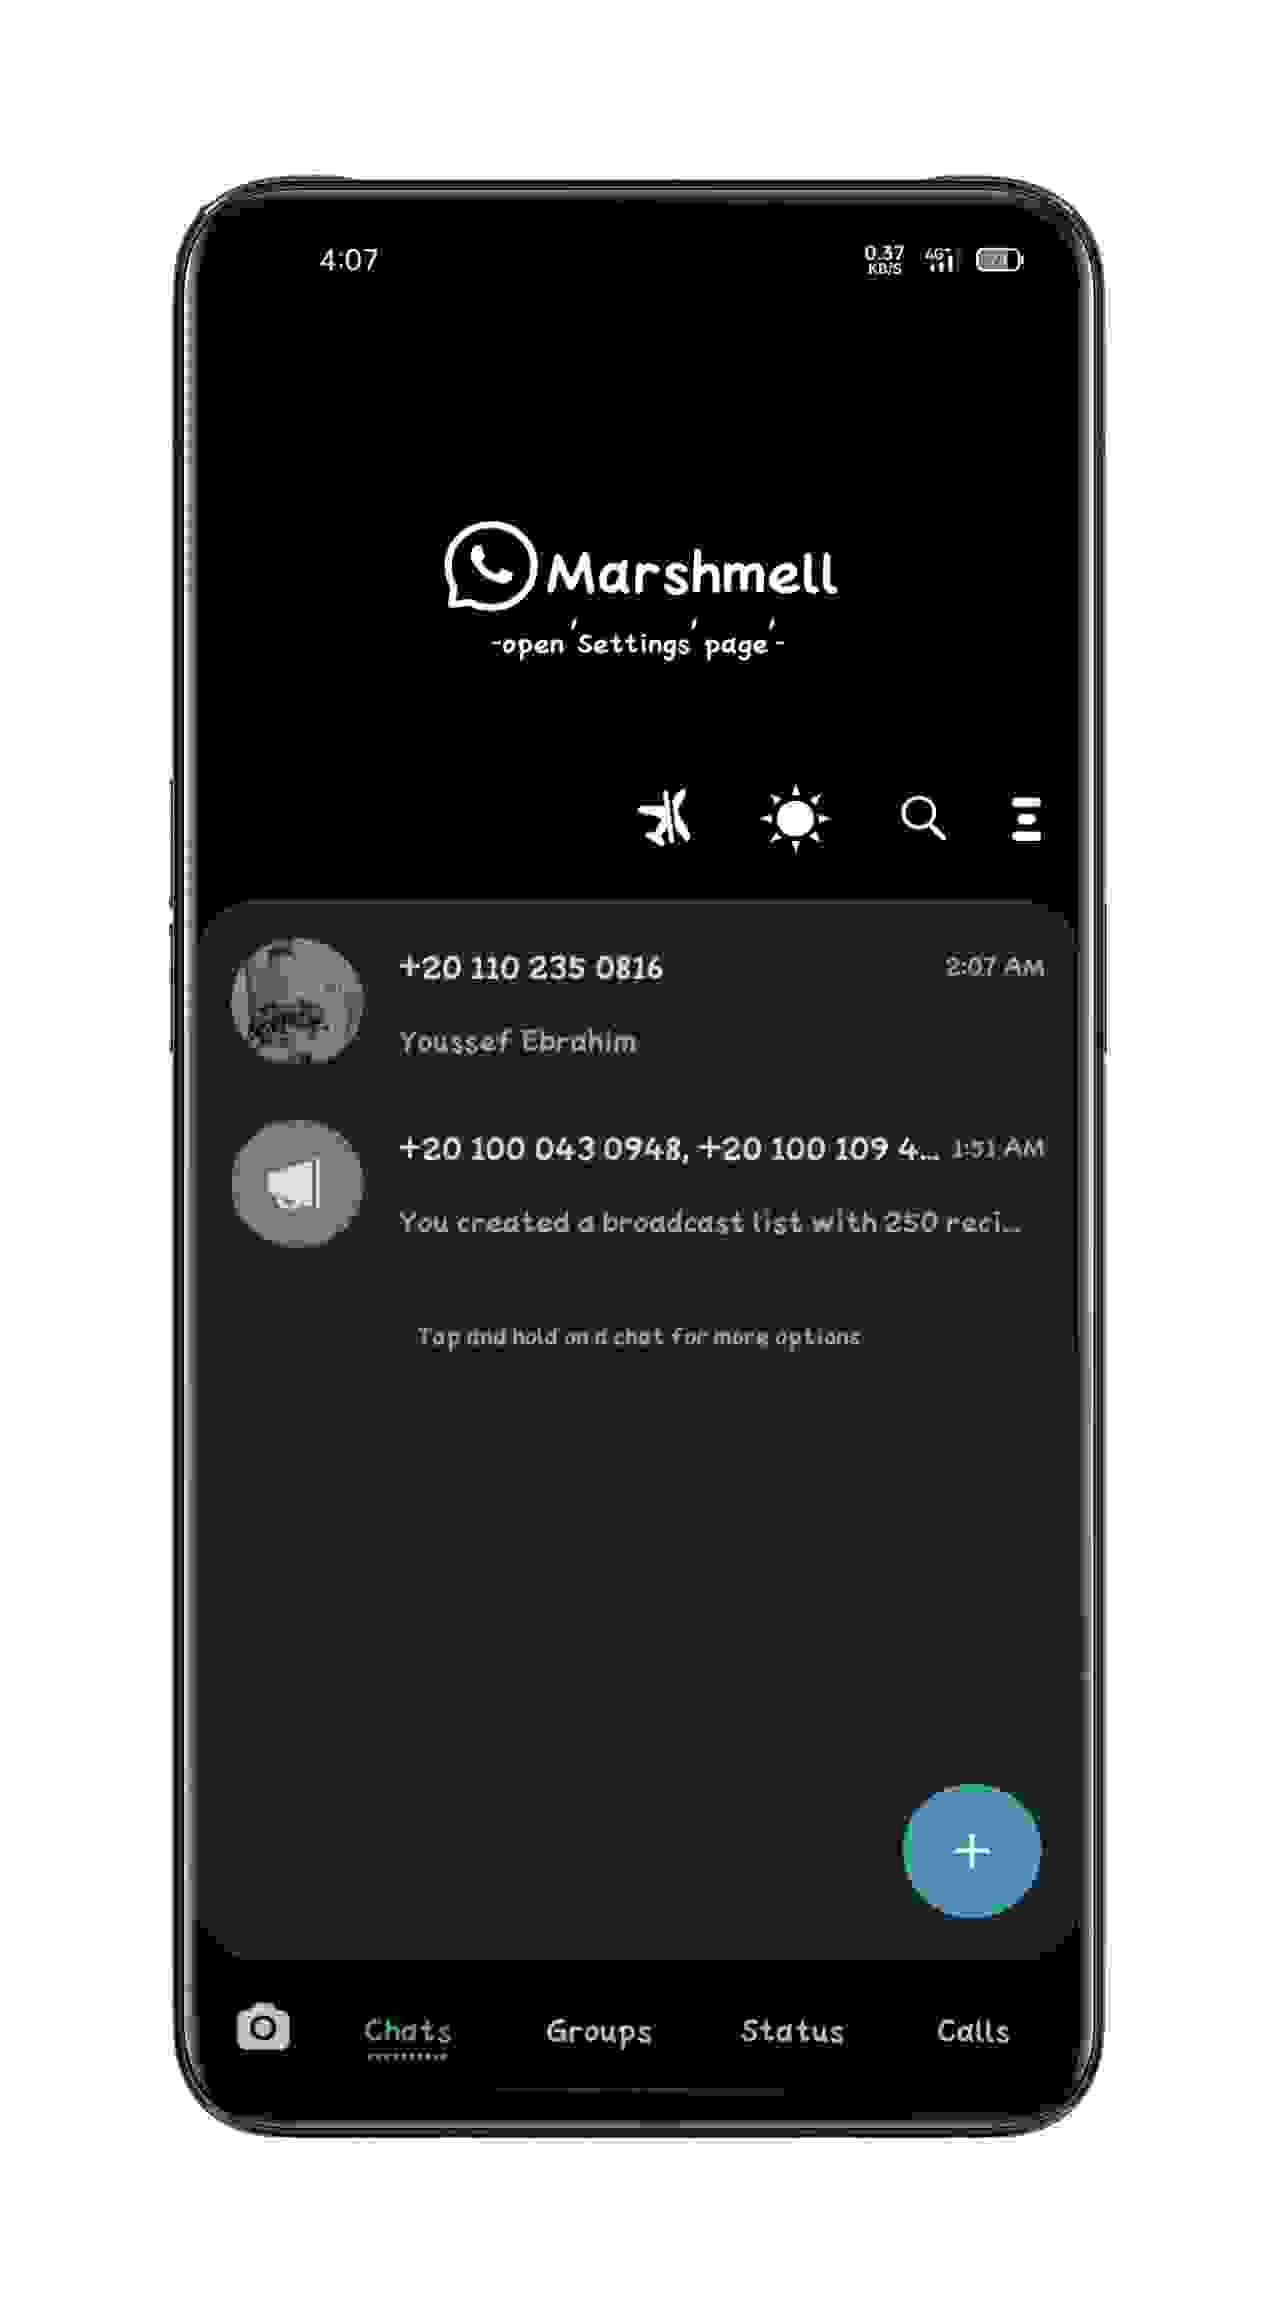 4:07
0.37
KB/S
4G+
Marshmell
-open 'Settings' page'-
+20 110 235 0816
2:07 AM
Youssef Ebrahim
+20 100 043 0948, +20 100 109 4...
1:51 AM
You created a broadcast list with 250 reci...
Tap and hold on a chat for more options
Chats
Groups
Status
Calls